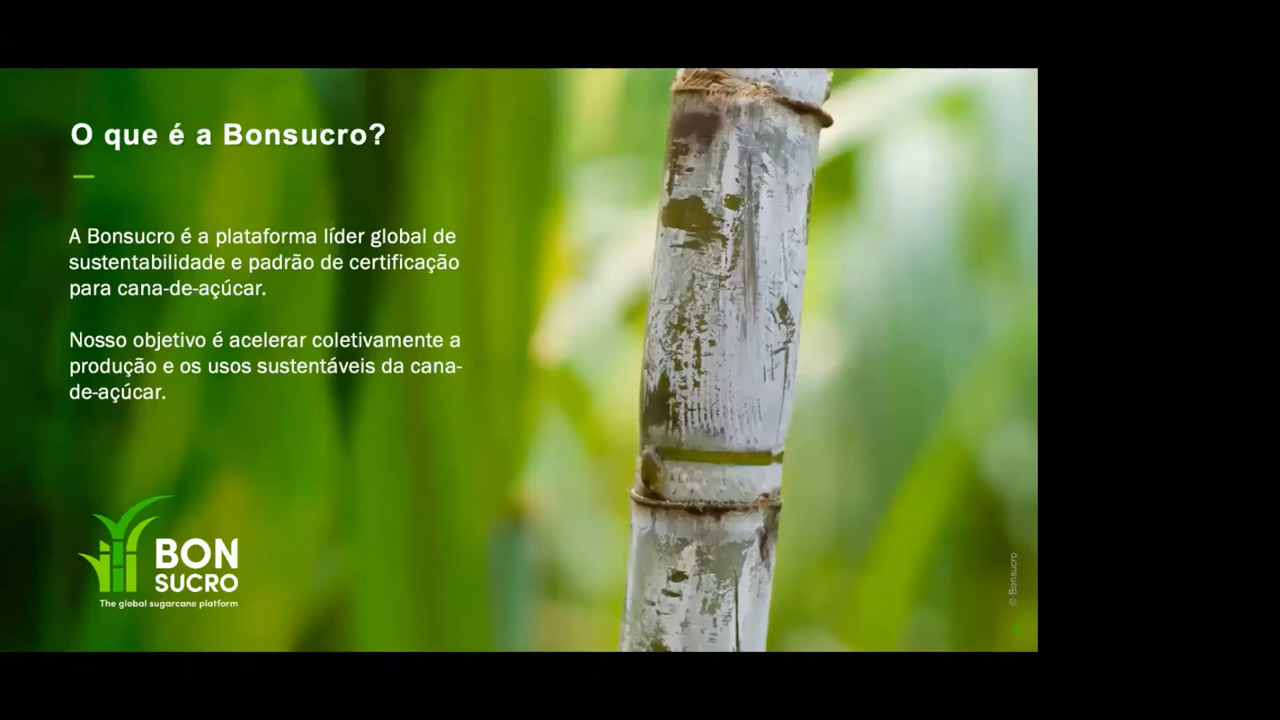 O que é a Bonsucro?
A Bonsucro é a plataforma líder global de
sustentabilidade e padrão de certificação
para cana-de-açúcar.
Nosso objetivo é acelerar coletivamente a
produção e os usos sustentáveis da cana-
de-açúcar.
BON
SUCRO
The global sugarcane platform
© Bonsucro